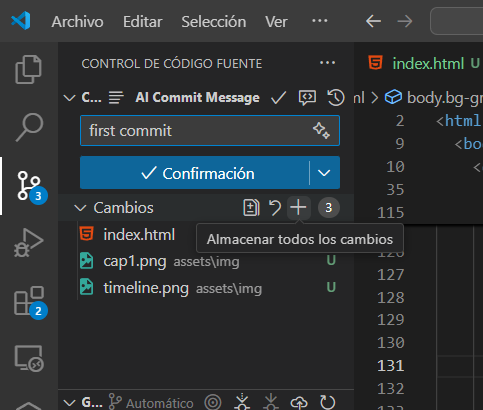 Archivo Editar Selección Ver ...
CONTROL DE CÓDIGO FUENTE
index.html U
C... AI Commit Message
ml > body.bg-gr
first commit
2 <html
9 <bo
10 <
35
115
Confirmación
3
Cambios 3
Almacenar todos los cambios
index.html
cap1.png assets\img U
timeline.png assets\img U
2
126
127
128
129
130
131
132
133
G... Automático